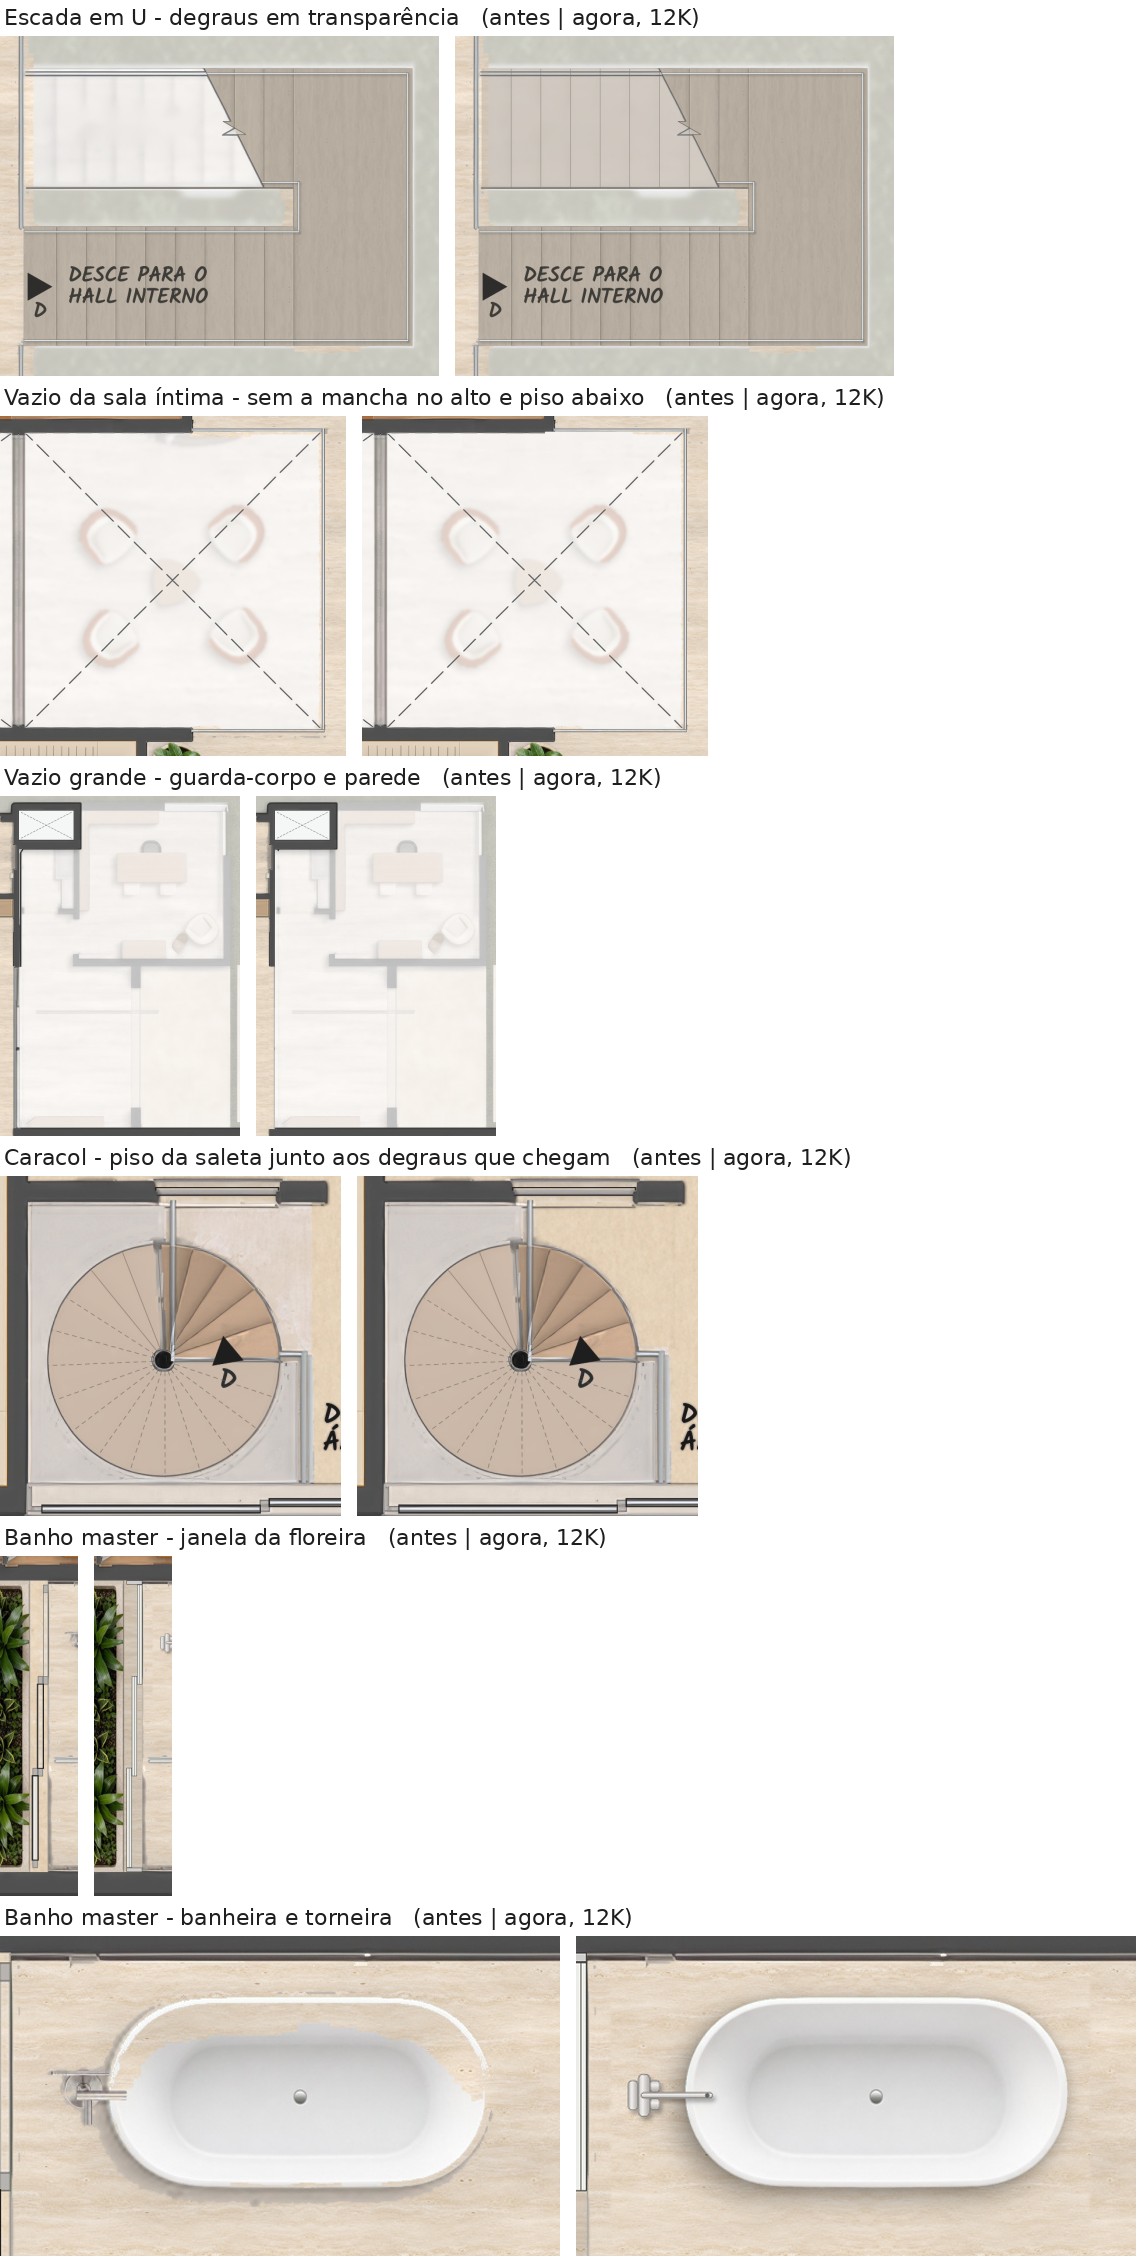 Escada em U - degraus em transparência (antes | agora, 12K)
DESCE PARA O
HALL INTERNO
D
DESCE PARA O
HALL INTERNO
D
Vazio da sala íntima - sem a mancha no alto e piso abaixo (antes | agora, 12K)
Vazio grande - guarda-corpo e parede (antes | agora, 12K)
Caracol - piso da saleta junto aos degraus que chegam (antes | agora, 12K)
D
D
Banho master - janela da floreira (antes | agora, 12K)
Banho master - banheira e torneira (antes | agora, 12K)